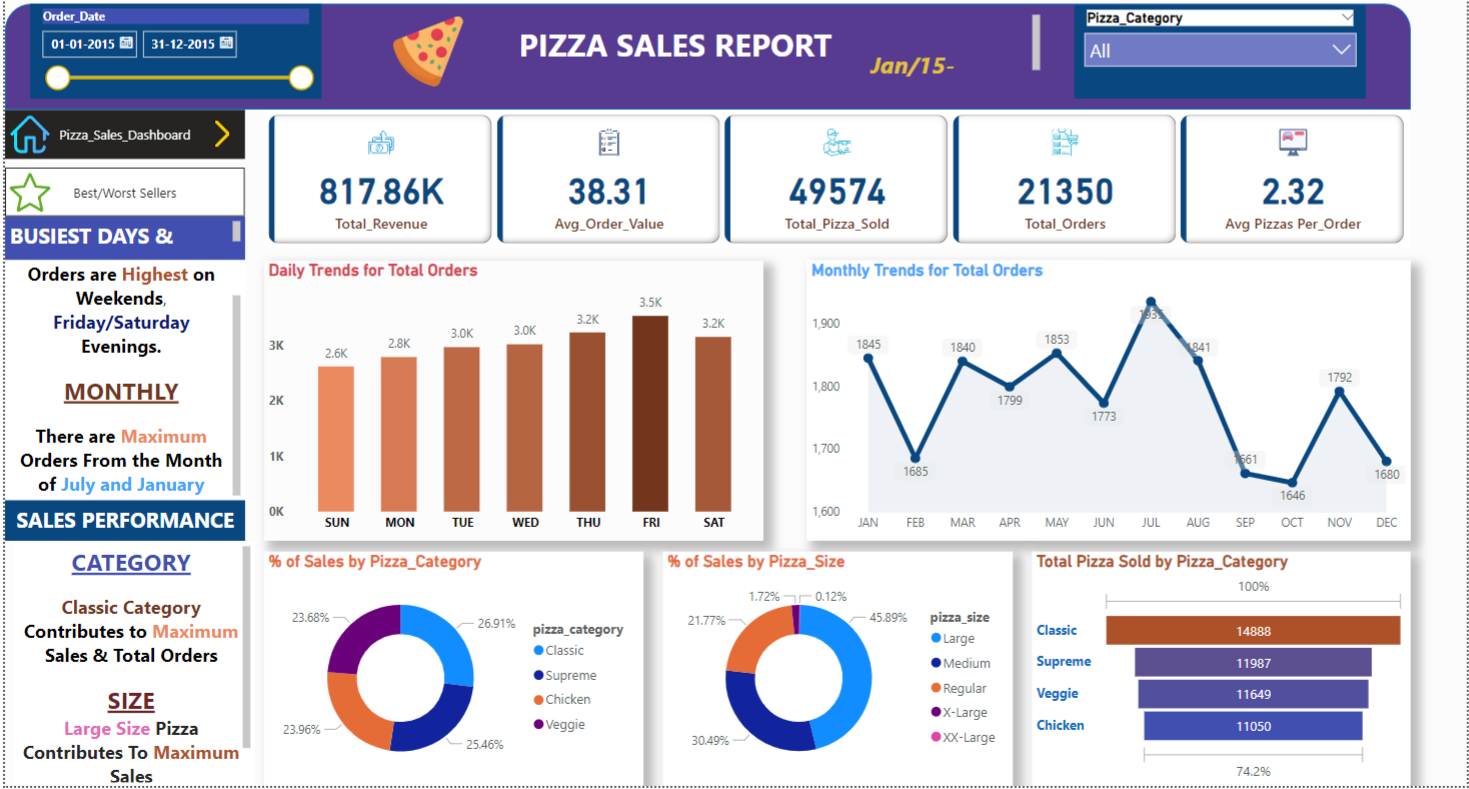 Order_Date
01-01-2015
31-12-2015
PIZZA SALES REPORT
Jan/15-
Pizza_Category
All
Pizza_Sales_Dashboard
Best/Worst Sellers
BUSIEST DAYS &
Orders are Highest on
Weekends,
Friday/Saturday
Evenings.
MONTHLY
There are Maximum
Orders From the Month
of July and January
SALES PERFORMANCE
CATEGORY
Classic Category
Contributes to Maximum
Sales & Total Orders
SIZE
Large Size Pizza
Contributes To Maximum
Sales
817.86K
Total_Revenue
38.31
Avg_Order_Value
49574
Total_Pizza_Sold
21350
Total_Orders
2.32
Avg Pizzas Per_Order
Daily Trends for Total Orders
3K
2K
1K
0K
2.6K
2.8K
3.0K
3.0K
3.2K
3.5K
3.2K
SUN MON TUE WED THU FRI SAT
Monthly Trends for Total Orders
1,900
1,800
1,700
1,600
1845
1685
1840
1799
1853
1773
1935
1841
1661
1646
1792
1680
JAN FEB MAR APR MAY JUN JUL AUG SEP OCT NOV DEC
% of Sales by Pizza_Category
23.68%
26.91%
23.96%
25.46%
pizza_category
Classic
Supreme
Chicken
Veggie
% of Sales by Pizza_Size
1.72%
0.12%
21.77%
45.89%
30.49%
pizza_size
Large
Medium
Regular
X-Large
XX-Large
Total Pizza Sold by Pizza_Category
100%
Classic 14888
Supreme 11987
Veggie 11649
Chicken 11050
74.2%